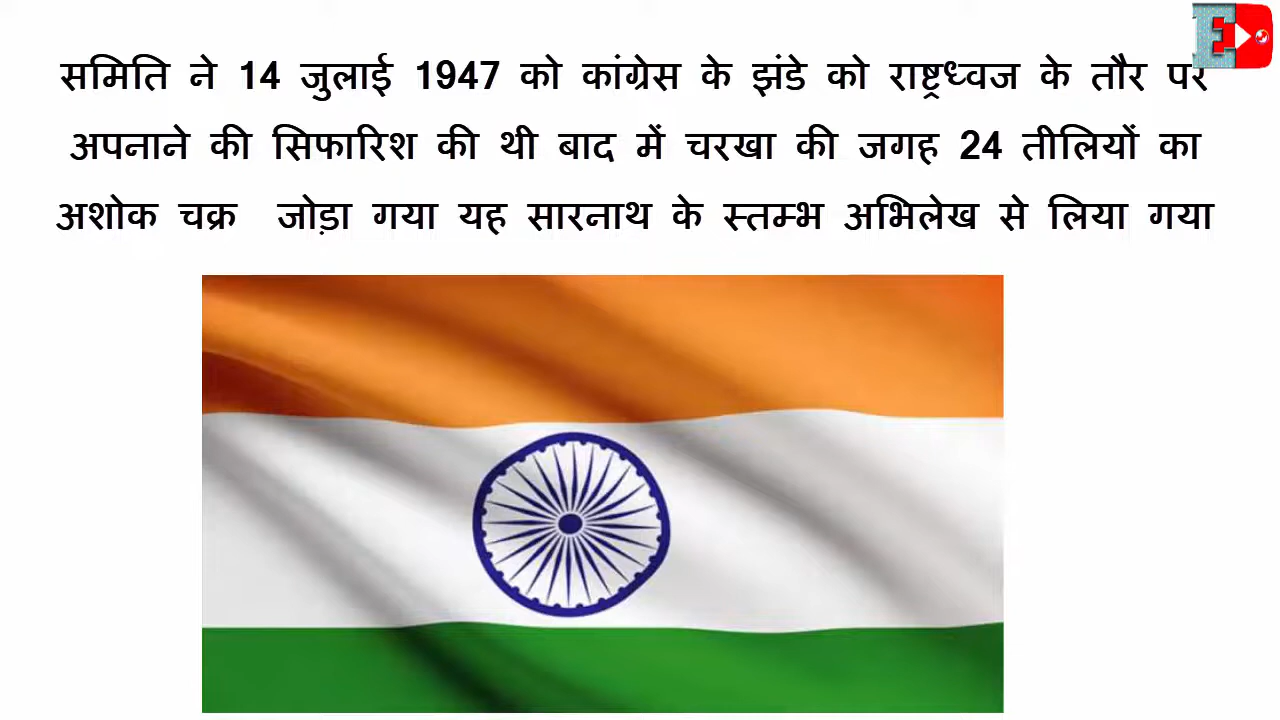 समिति ने 14 जुलाई 1947 को कांग्रेस के झंडे को राष्ट्रध्वज के तौर पर
अपनाने की सिफारिश की थी बाद में चरखा की जगह 24 तीलियों का
अशोक चक्र जोड़ा गया यह सारनाथ के स्तम्भ अभिलेख से लिया गया
E